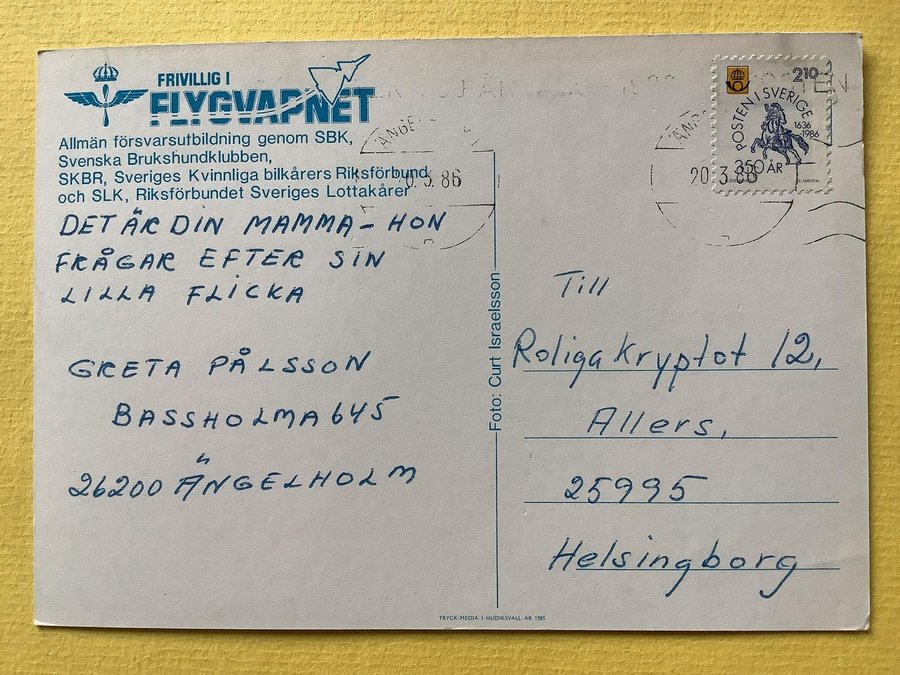 FRIVILLIG I
FLYGVAPNET
Allmän försvarsutbildning genom SBK,
Svenska Brukshundklubben,
SKBR, Sveriges Kvinnliga bilkårers Riksförbund
och SLK, Riksförbundet Sveriges Lottakårer
DET ÄR DIN MAMMA – HON
FRÅGAR EFTER SIN
LILLA FLICKA
GRETA PÅLSSON
BASSHOLMA 645
26200 ÄNGELHOLM
Foto: Curt Israelsson
TRYCK-MEDIA I HUDIKSVALL AB 1985
210
POSTEN I SVERIGE
1636
1986
350 ÅR
20.3.86
Till
Roliga kryptot 12,
Allers,
25995
Helsingborg